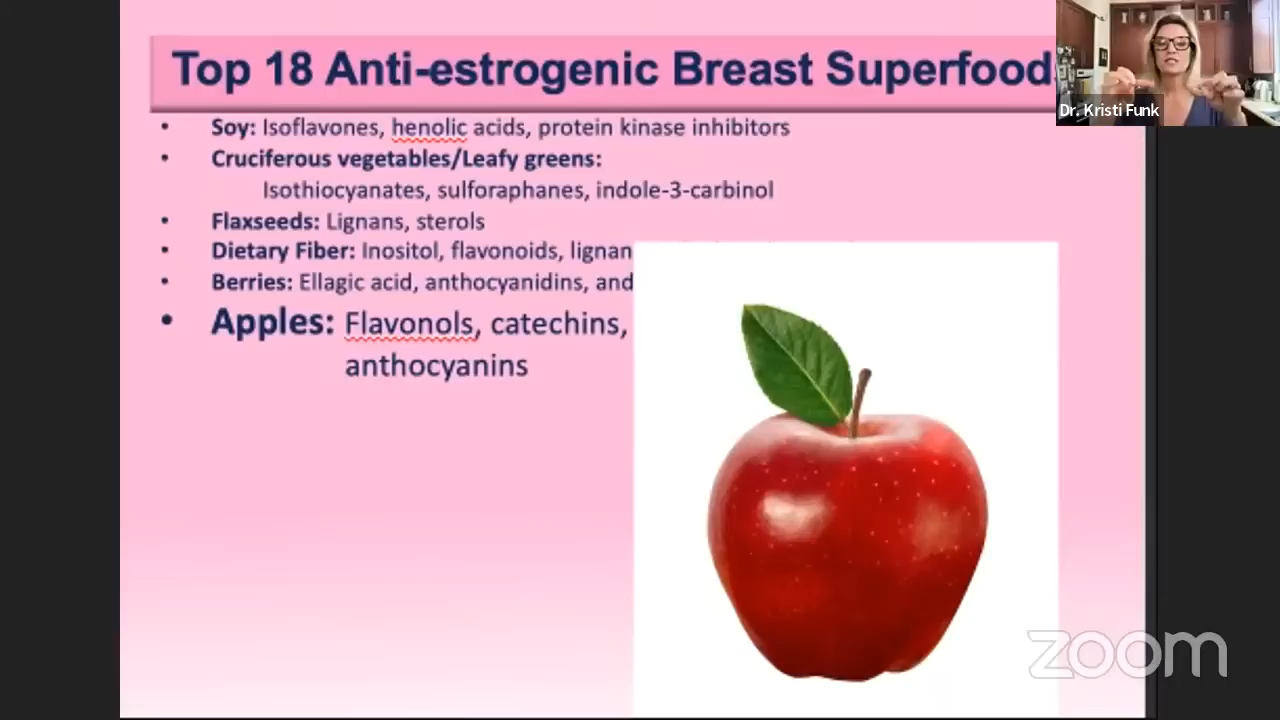 Top 18 Anti-estrogenic Breast Superfood
Dr. Kristi Funk
• Soy: Isoflavones, henolic acids, protein kinase inhibitors
• Cruciferous vegetables/Leafy greens:
Isothiocyanates, sulforaphanes, indole-3-carbinol
• Flaxseeds: Lignans, sterols
• Dietary Fiber: Inositol, flavonoids, lignan
• Berries: Ellagic acid, anthocyanidins, and
• Apples: Flavonols, catechins,
anthocyanins
zoom